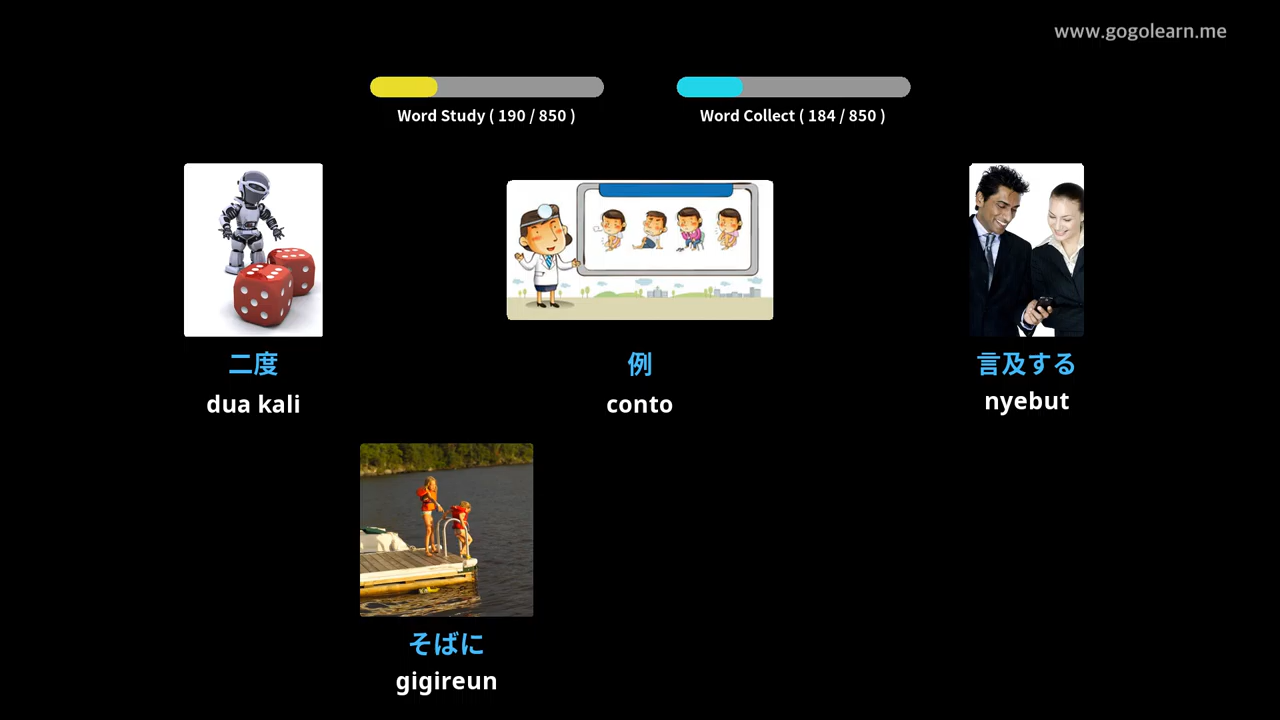 www.gogolearn.me
Word Study ( 190 / 850 )
Word Collect ( 184 / 850 )
二度
dua kali
例
conto
言及する
nyebut
そばに
gigireun